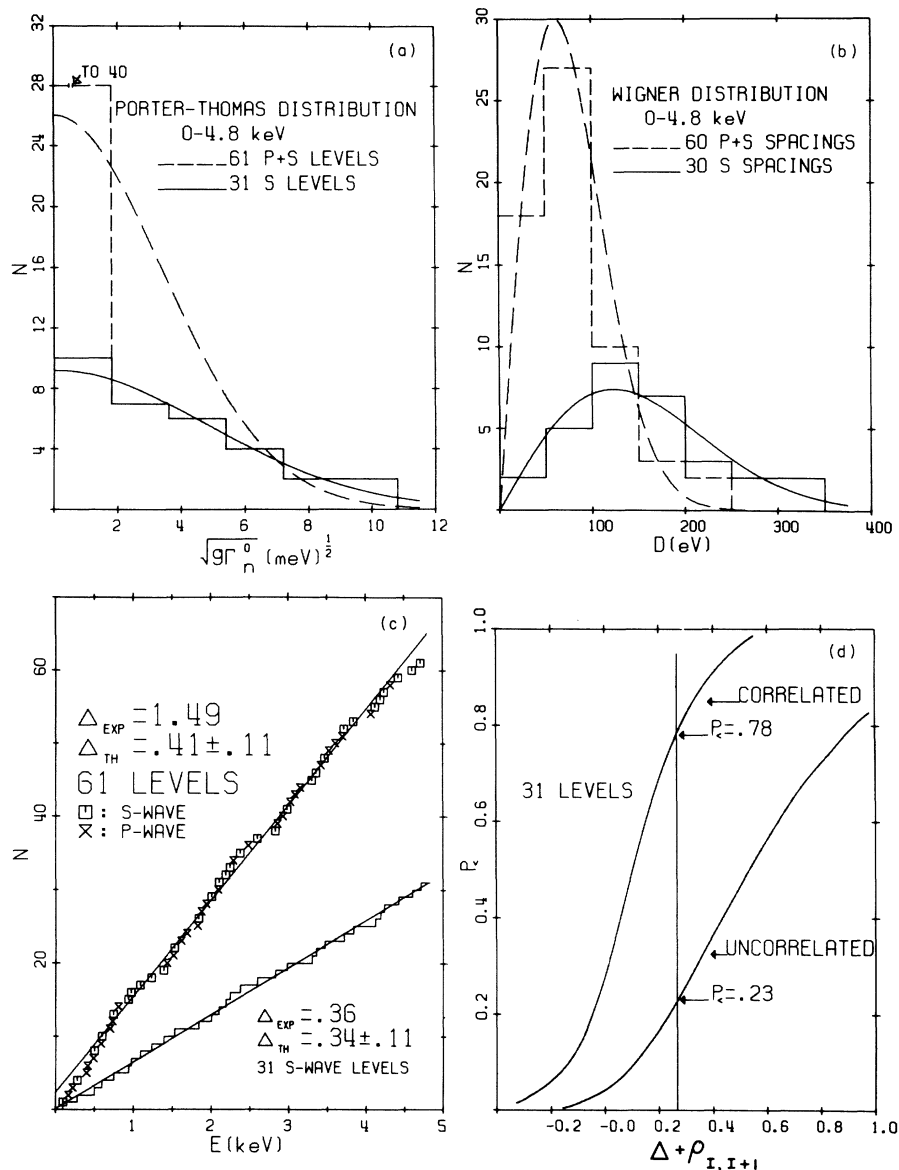 (a)
TO 40
PORTER-THOMAS DISTRIBUTION
0-4.8 keV
61 P+S LEVELS
31 S LEVELS
N
32
28
24
20
16
12
8
4
2 4 6 8 10 12
√gΓn⁰ (meV)^½
(b)
WIGNER DISTRIBUTION
0-4.8 keV
60 P+S SPACINGS
30 S SPACINGS
N
30
25
20
15
10
5
100 200 300 400
D(eV)
(c)
Δ EXP =1.49
Δ TH =.41±.11
61 LEVELS
: S-WAVE
: P-WAVE
N
60
40
20
Δ EXP =.36
Δ TH =.34±.11
31 S-WAVE LEVELS
0 1 2 3 4 5
E(keV)
(d)
CORRELATED
P<=.78
31 LEVELS
UNCORRELATED
P<=.23
P<
1.0
0.8
0.6
0.4
0.2
-0.2 0.2 0.4 0.6 0.8 1.0
Δ+ρI,I+1